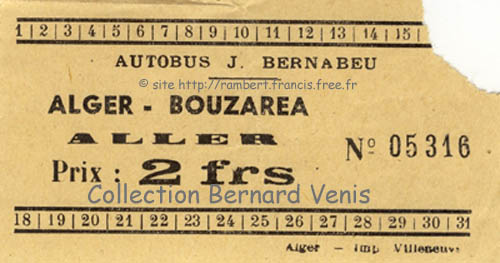 1|2|3|4|5|6|7|8|9|10|11|12|13|14|15
AUTOBUS J. BERNABEU
© site http://rambert.francis.free.fr
ALGER - BOUZAREA
ALLER
Nº 05316
Prix : 2 frs
Collection Bernard Venis
18|19|20|21|22|23|24|25|26|27|28|29|30|31
Alger — Imp Villeneuv